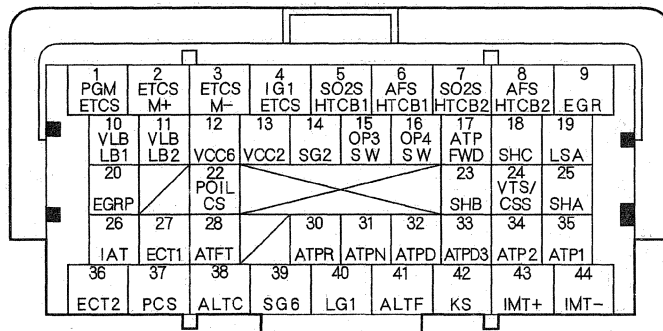 1 2 3 4 5 6 7 8 9
PGM ETCS ETCS IG1 SO2S AFS SO2S AFS EGR
ETCS M+ M- ETCS HTCB1 HTCB1 HTCB2 HTCB2
10 11 12 13 14 15 16 17 18 19
VLB VLB VCC6 VCC2 SG2 OP3 OP4 ATP SHC LSA
LB1 LB2 SW SW FWD
20 22 23 24 25
EGRP POIL SHB VTS/ SHA
CS CSS
26 27 28 30 31 32 33 34 35
IAT ECT1 ATFT ATPR ATPN ATPD ATPD3 ATP2 ATP1
36 37 38 39 40 41 42 43 44
ECT2 PCS ALTC SG6 LG1 ALTF KS IMT+ IMT-